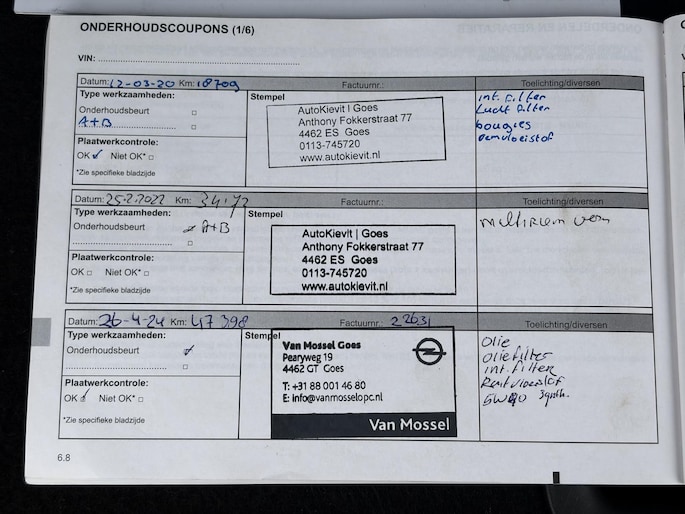 ONDERHOUDSCOUPONS (1/6)
VIN:
Datum: 12-03-20 Km: 18709 Factuurnr.: Toelichting/diversen
Type werkzaamheden:
Onderhoudsbeurt
A+B
Plaatwerkcontrole:
OK Niet OK*
*Zie specifieke bladzijde
Stempel
AutoKievit | Goes
Anthony Fokkerstraat 77
4462 ES Goes
0113-745720
www.autokievit.nl
int. filter
Lucht filter
bougies
remvloeistof
Datum: 25.2.2022 Km: Factuurnr.: Toelichting/diversen
Type werkzaamheden:
Onderhoudsbeurt A+B
Plaatwerkcontrole:
OK Niet OK*
*Zie specifieke bladzijde
Stempel
AutoKievit | Goes
Anthony Fokkerstraat 77
4462 ES Goes
0113-745720
www.autokievit.nl
multiriem
Datum: 26-4-24 Km: 47398 Factuurnr.: 22631 Toelichting/diversen
Type werkzaamheden:
Onderhoudsbeurt
Plaatwerkcontrole:
OK Niet OK*
*Zie specifieke bladzijde
Stempel
Van Mossel Goes
Pearyweg 19
4462 GT Goes
T: +31 88 001 46 80
E: info@vanmosselopc.nl
Van Mossel
Olie
Oliefilter
int. filter
Remvloeistof
6.8